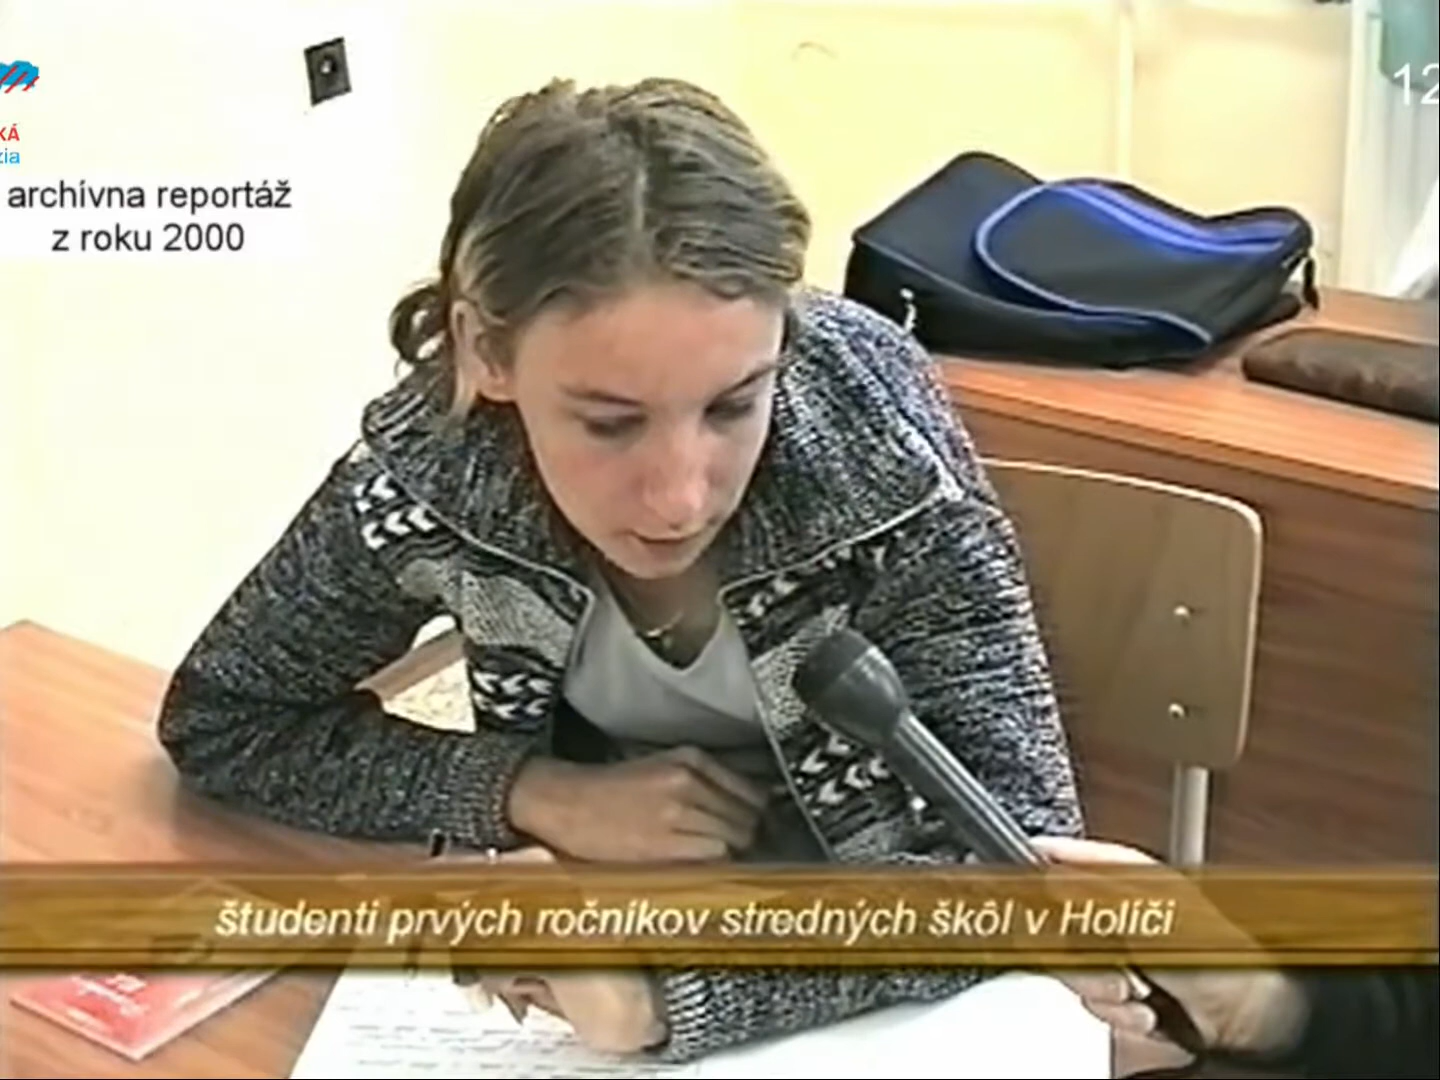 KÁ
zia
archívna reportáž
z roku 2000
12
študenti prvých ročníkov stredných škôl v Holíči